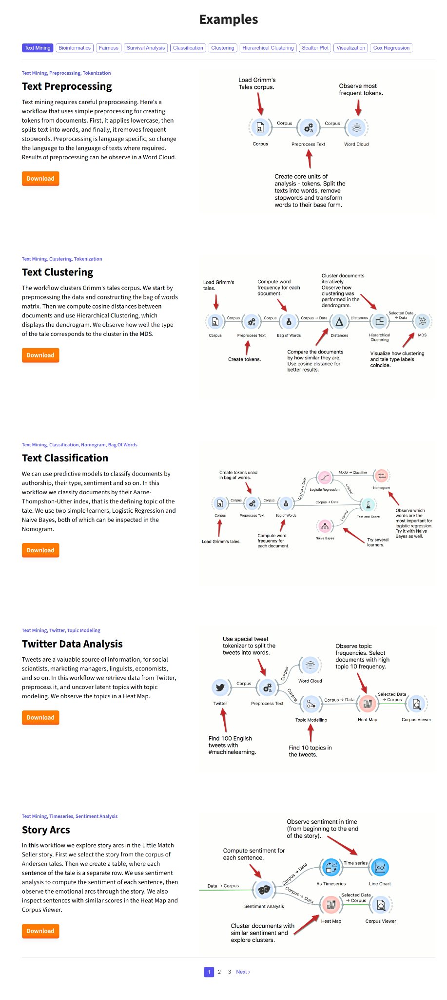 Examples
Text Mining
Bioinformatics
Fairness
Survival Analysis
Classification
Clustering
Hierarchical Clustering
Scatter Plot
Visualization
Cox Regression
Text Mining, Preprocessing, Tokenization
Text Preprocessing
Text mining requires careful preprocessing. Here's a
workflow that uses simple preprocessing for creating
tokens from documents. First, it applies lowercase, then
splits text into words, and finally, it removes frequent
stopwords. Preprocessing is language specific, so change
the language to the language of texts where required.
Results of preprocessing can be observe in a Word Cloud.
Download
Load Grimm's
Tales corpus.
Observe most
frequent tokens.
Corpus
Corpus
Corpus
Preprocess Text
Word Cloud
Create core units of
analysis - tokens. Split the
texts into words, remove
stopwords and transform
words to their base form.
Text Mining, Clustering, Tokenization
Text Clustering
The workflow clusters Grimm's tales corpus. We start by
preprocessing the data and constructing the bag of words
matrix. Then we compute cosine distances between
documents and use Hierarchical Clustering, which
displays the dendrogram. We observe how well the type
of the tale corresponds to the cluster in the MDS.
Download
Load Grimm's
tales.
Compute word
frequency for each
document.
Cluster documents
iteratively.
Observe how
clustering was
performed in the
dendrogram.
Corpus
Corpus
Corpus → Data
Distances
Selected Data
→ Data
Corpus
Preprocess Text
Bag of Words
Distances
Hierarchical
Clustering
MDS
Create tokens.
Compare the documents
by how similar they are.
Use cosine distance for
better results.
Visualize how clustering
and tale type labels
coincide.
Text Mining, Classification, Nomogram, Bag Of Words
Text Classification
We can use predictive models to classify documents by
authorship, their type, sentiment and so on. In this
workflow we classify documents by their Aarne-
Thompshon-Uther index, that is the defining topic of the
tale. We use two simple learners, Logistic Regression and
Naive Bayes, both of which can be inspected in the
Nomogram.
Download
Create tokens used
in bag of words.
Corpus
Corpus
Corpus → Data
Corpus → Data
Model → Classifier
Learner
Learner
Corpus
Preprocess Text
Bag of Words
Logistic Regression
Nomogram
Test and Score
Naive Bayes
Load Grimm's tales.
Compute word
frequency for
each document.
Try several
learners.
Observe which
words are the
most important for
logistic regression.
Try it with Naive
Bayes as well.
Text Mining, Twitter, Topic Modeling
Twitter Data Analysis
Tweets are a valuable source of information, for social
scientists, marketing managers, linguists, economists,
and so on. In this workflow we retrieve data from Twitter,
preprocess it, and uncover latent topics with topic
modeling. We observe the topics in a Heat Map.
Download
Use special tweet
tokenizer to split the
tweets into words.
Observe topic
frequencies. Select
documents with high
topic 10 frequency.
Corpus
Corpus
Corpus
Corpus → Data
Selected Data
→ Corpus
Twitter
Preprocess Text
Word Cloud
Topic Modelling
Heat Map
Corpus Viewer
Find 100 English
tweets with
#machinelearning.
Find 10 topics in
the tweets.
Text Mining, Timeseries, Sentiment Analysis
Story Arcs
In this workflow we explore story arcs in the Little Match
Seller story. First we select the story from the corpus of
Andersen tales. Then we create a table, where each
sentence of the tale is a separate row. We use sentiment
analysis to compute the sentiment of each sentence, then
observe the emotional arcs through the story. We also
inspect sentences with similar scores in the Heat Map and
Corpus Viewer.
Download
Observe sentiment in time
(from beginning to the end
of the story).
Compute sentiment for
each sentence.
Data → Corpus
Corpus → Data
Corpus → Data
Time series
Selected Data
→ Corpus
Sentiment Analysis
As Timeseries
Line Chart
Heat Map
Corpus Viewer
Cluster documents with
similar sentiment and
explore clusters.
1 2 3 Next ›